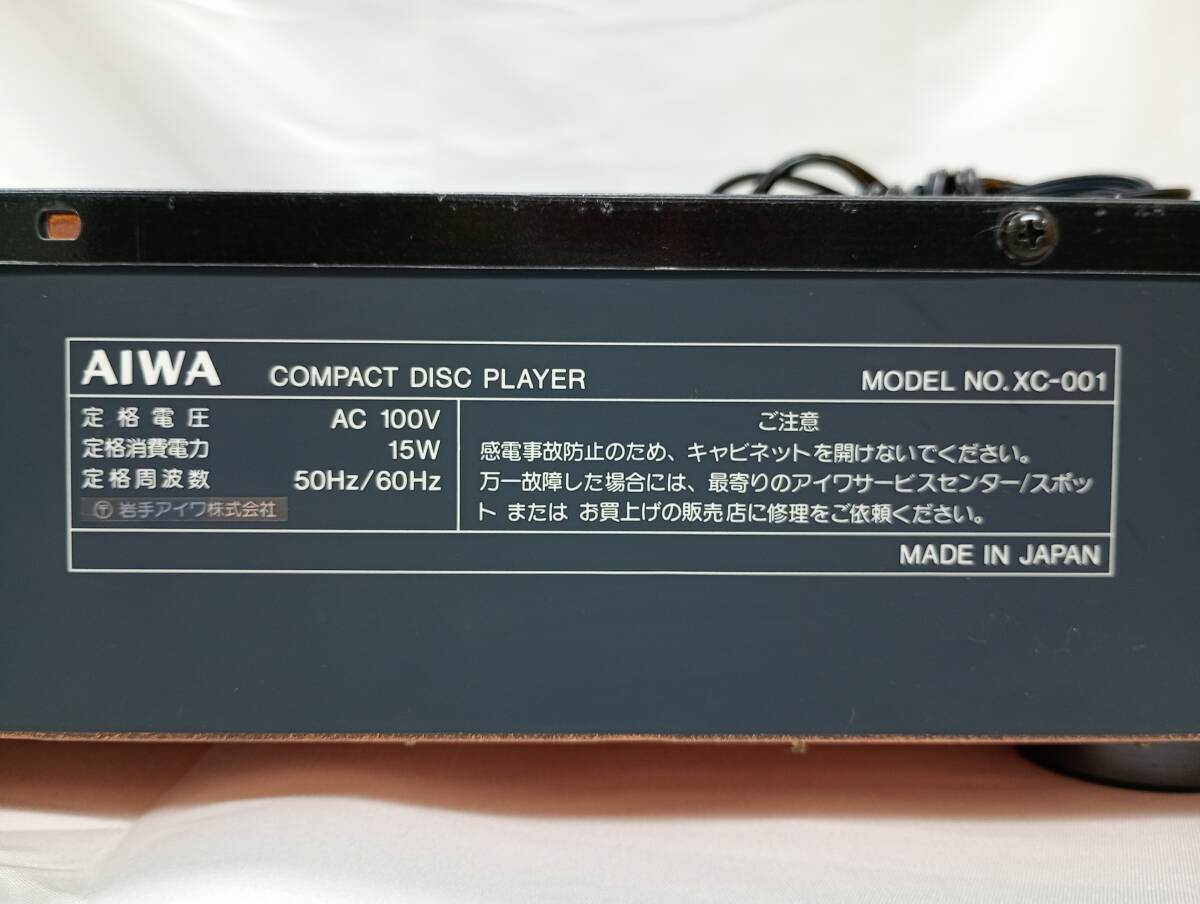 AIWA COMPACT DISC PLAYER MODEL NO. XC-001
定格電圧 AC 100V
定格消費電力 15W
定格周波数 50Hz/60Hz
〶 岩手アイワ株式会社
ご注意
感電事故防止のため、キャビネットを開けないでください。
万一故障した場合には、最寄りのアイワサービスセンター/スポッ
ト または お買上げの販売店に修理をご依頼ください。
MADE IN JAPAN